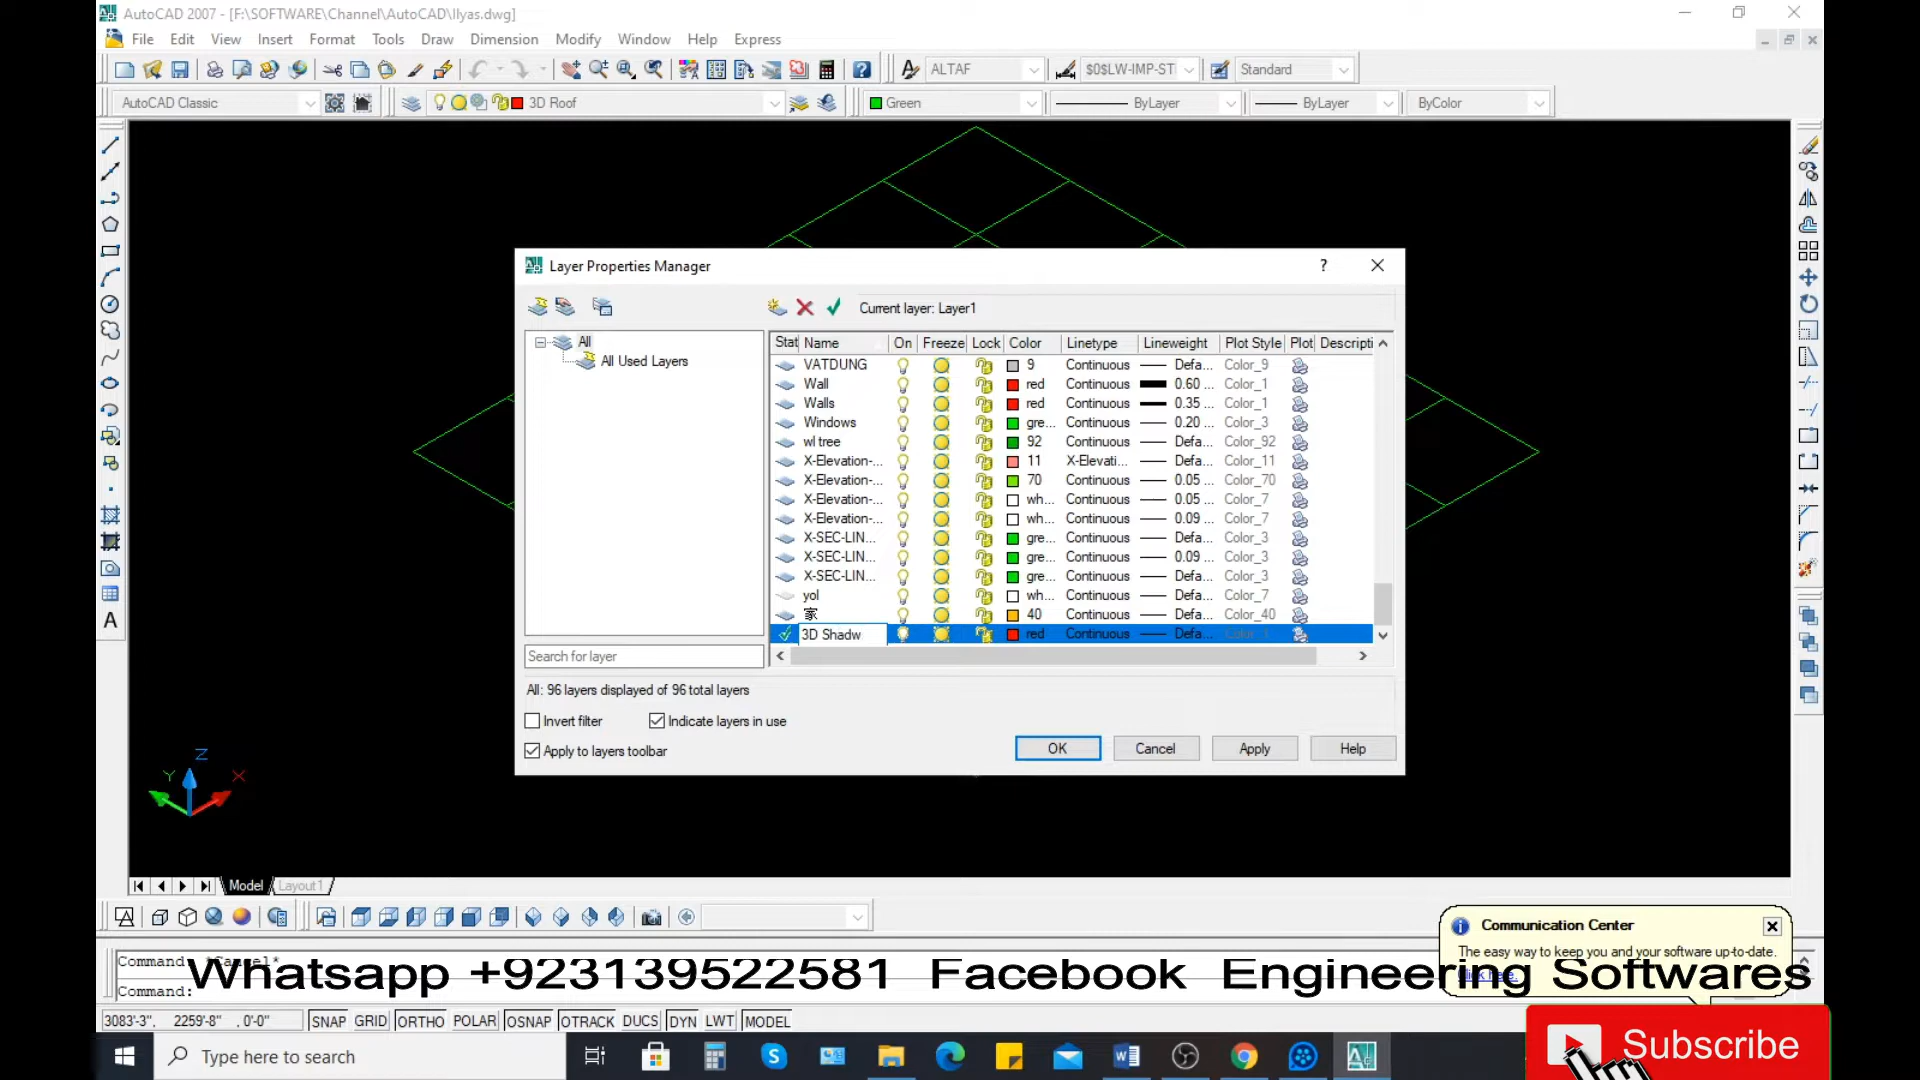 AutoCAD 2007 - [F:\SOFTWARE\Channel\AutoCAD\Ilyas.dwg]
File Edit View Insert Format Tools Draw Dimension Modify Window Help Express
ALTAF $0$LW-IMP-ST Standard
AutoCAD Classic 3D Roof Green ByLayer ByLayer ByColor
Layer Properties Manager ?
Current layer: Layer1
All
All Used Layers
Stat Name On Freeze Lock Color Linetype Lineweight Plot Style Plot Descripti
VATDUNG 9 Continuous Defa... Color_9
Wall red Continuous 0.60 ... Color_1
Walls red Continuous 0.35 ... Color_1
Windows gre... Continuous 0.20 ... Color_3
wl tree 92 Continuous Defa... Color_92
X-Elevation-... 11 X-Elevati... Defa... Color_11
X-Elevation-... 70 Continuous 0.05 ... Color_70
X-Elevation-... wh... Continuous 0.05 ... Color_7
X-Elevation-... wh... Continuous 0.09 ... Color_7
X-SEC-LIN... gre... Continuous Defa... Color_3
X-SEC-LIN... gre... Continuous 0.09 ... Color_3
X-SEC-LIN... gre... Continuous Defa... Color_3
yol wh... Continuous Defa... Color_7
家 40 Continuous Defa... Color_40
3D Shadw red Continuous Defa... Color_1
Search for layer
All: 96 layers displayed of 96 total layers
Invert filter Indicate layers in use
Apply to layers toolbar
OK Cancel Apply Help
Z
Y X
Model Layout1
Communication Center
The easy way to keep you and your software up-to-date.
Click here.
Command: *Cancel*
Command:
Whatsapp +923139522581 Facebook Engineering Softwares
3083'-3", 2259'-8" , 0'-0" SNAP GRID ORTHO POLAR OSNAP OTRACK DUCS DYN LWT MODEL
Subscribe
Type here to search